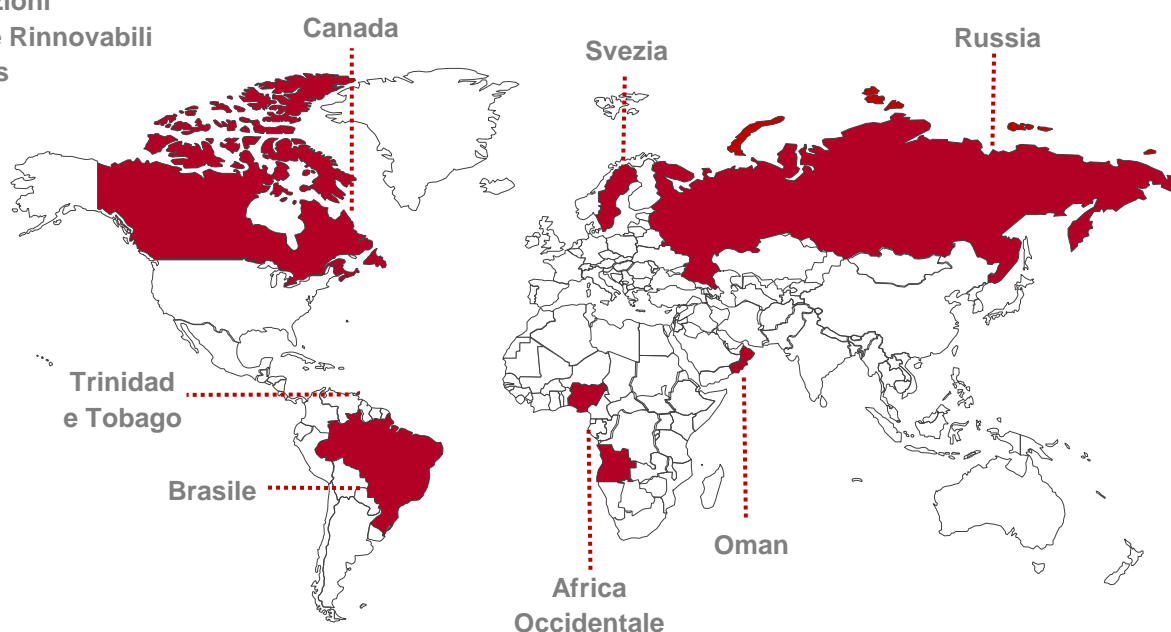 Rinnovabili
Canada
Svezia
Russia
Trinidad
e Tobago
Brasile
Oman
Africa
Occidentale